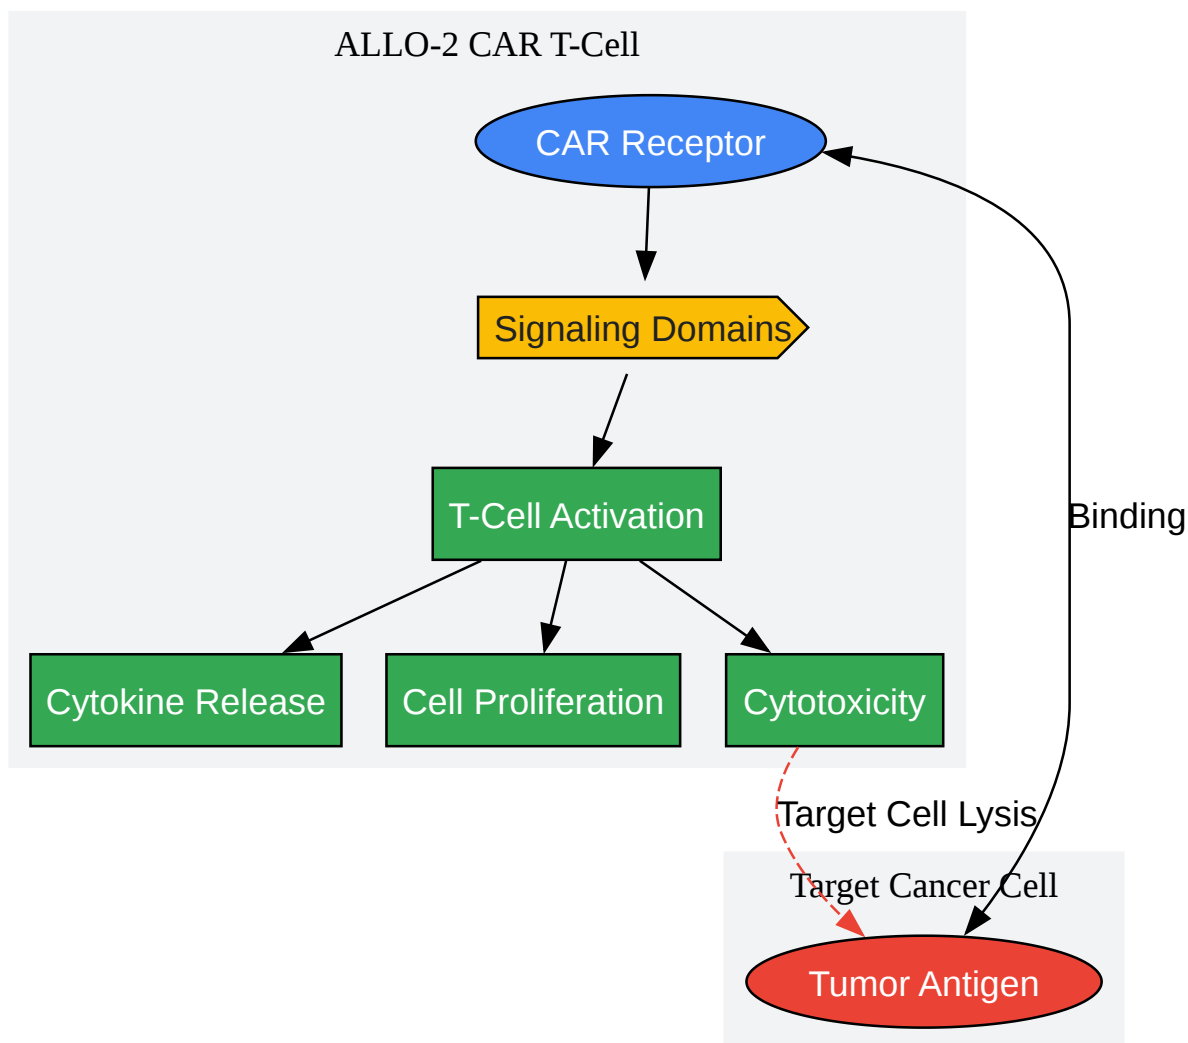 ALLO-2 CAR T-Cell
CAR Receptor
Signaling Domains
T-Cell Activation
Binding
Cytokine Release
Cell Proliferation
Cytotoxicity
Target Cell Lysis
Target Cancer Cell
Tumor Antigen